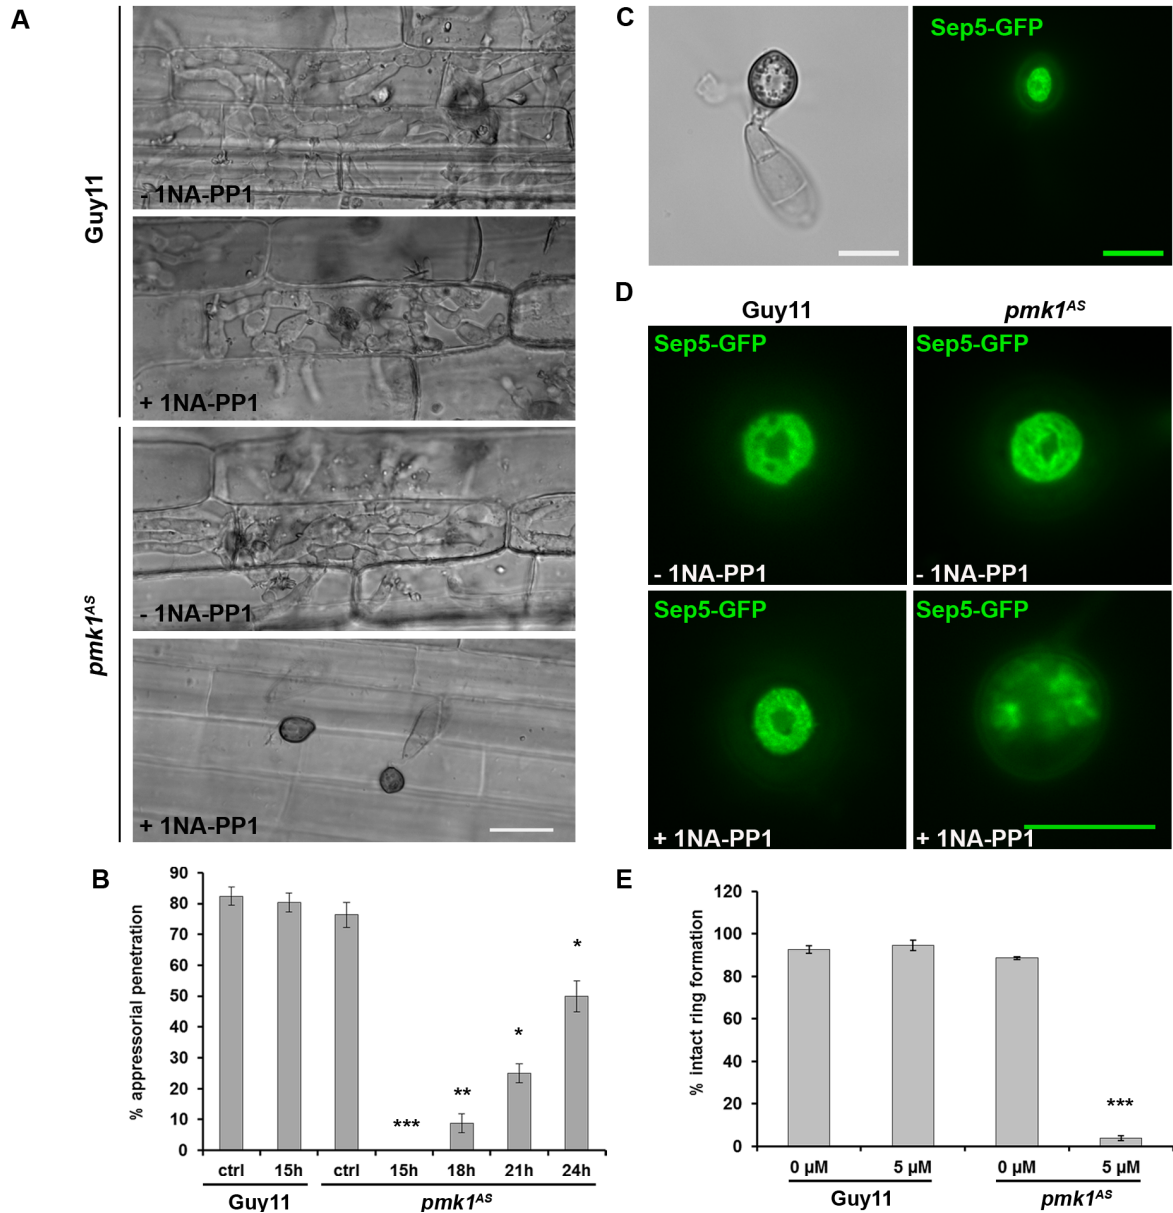 A
Guy11
- 1NA-PP1
+ 1NA-PP1
pmk1AS
- 1NA-PP1
+ 1NA-PP1
B
% appressorial penetration
90
80
70
60
50
40
30
20
10
0
***
**
*
*
ctrl 15h ctrl 15h 18h 21h 24h
Guy11 pmk1AS
C
Sep5-GFP
D
Guy11 pmk1AS
Sep5-GFP Sep5-GFP
- 1NA-PP1 - 1NA-PP1
Sep5-GFP Sep5-GFP
+ 1NA-PP1 + 1NA-PP1
E
% intact ring formation
120
100
80
60
40
20
0
***
0 µM 5 µM 0 µM 5 µM
Guy11 pmk1AS